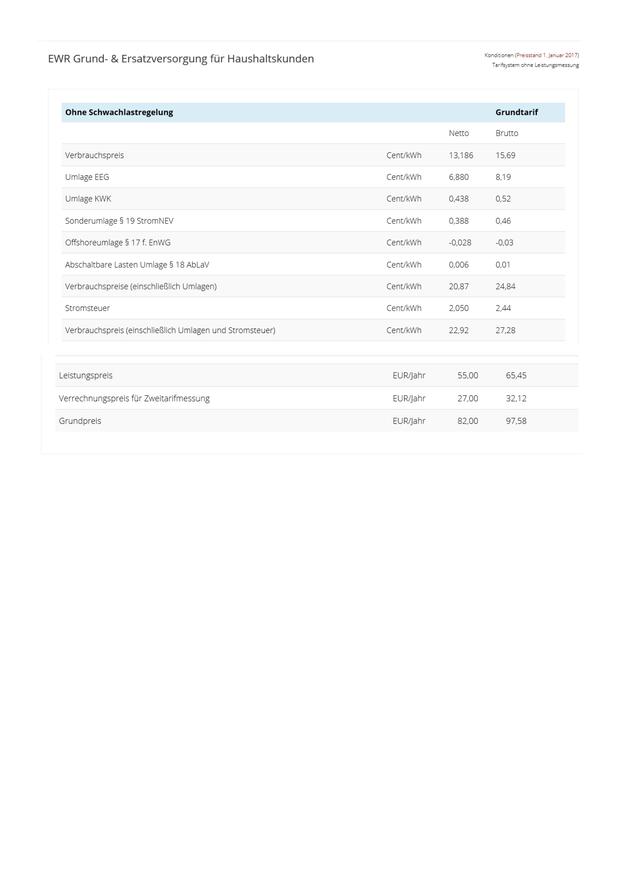 EWR Grund- & Ersatzversorgung für Haushaltskunden
Konditionen (Preisstand 1. Januar 2017)
Tarifsystem ohne Leistungsmessung
Ohne Schwachlastregelung Grundtarif
Netto Brutto
Verbrauchspreis Cent/kWh 13,186 15,69
Umlage EEG Cent/kWh 6,880 8,19
Umlage KWK Cent/kWh 0,438 0,52
Sonderumlage § 19 StromNEV Cent/kWh 0,388 0,46
Offshoreumlage § 17 f. EnWG Cent/kWh -0,028 -0,03
Abschaltbare Lasten Umlage § 18 AbLaV Cent/kWh 0,006 0,01
Verbrauchspreise (einschließlich Umlagen) Cent/kWh 20,87 24,84
Stromsteuer Cent/kWh 2,050 2,44
Verbrauchspreis (einschließlich Umlagen und Stromsteuer) Cent/kWh 22,92 27,28
Leistungspreis EUR/Jahr 55,00 65,45
Verrechnungspreis für Zweitarifmessung EUR/Jahr 27,00 32,12
Grundpreis EUR/Jahr 82,00 97,58